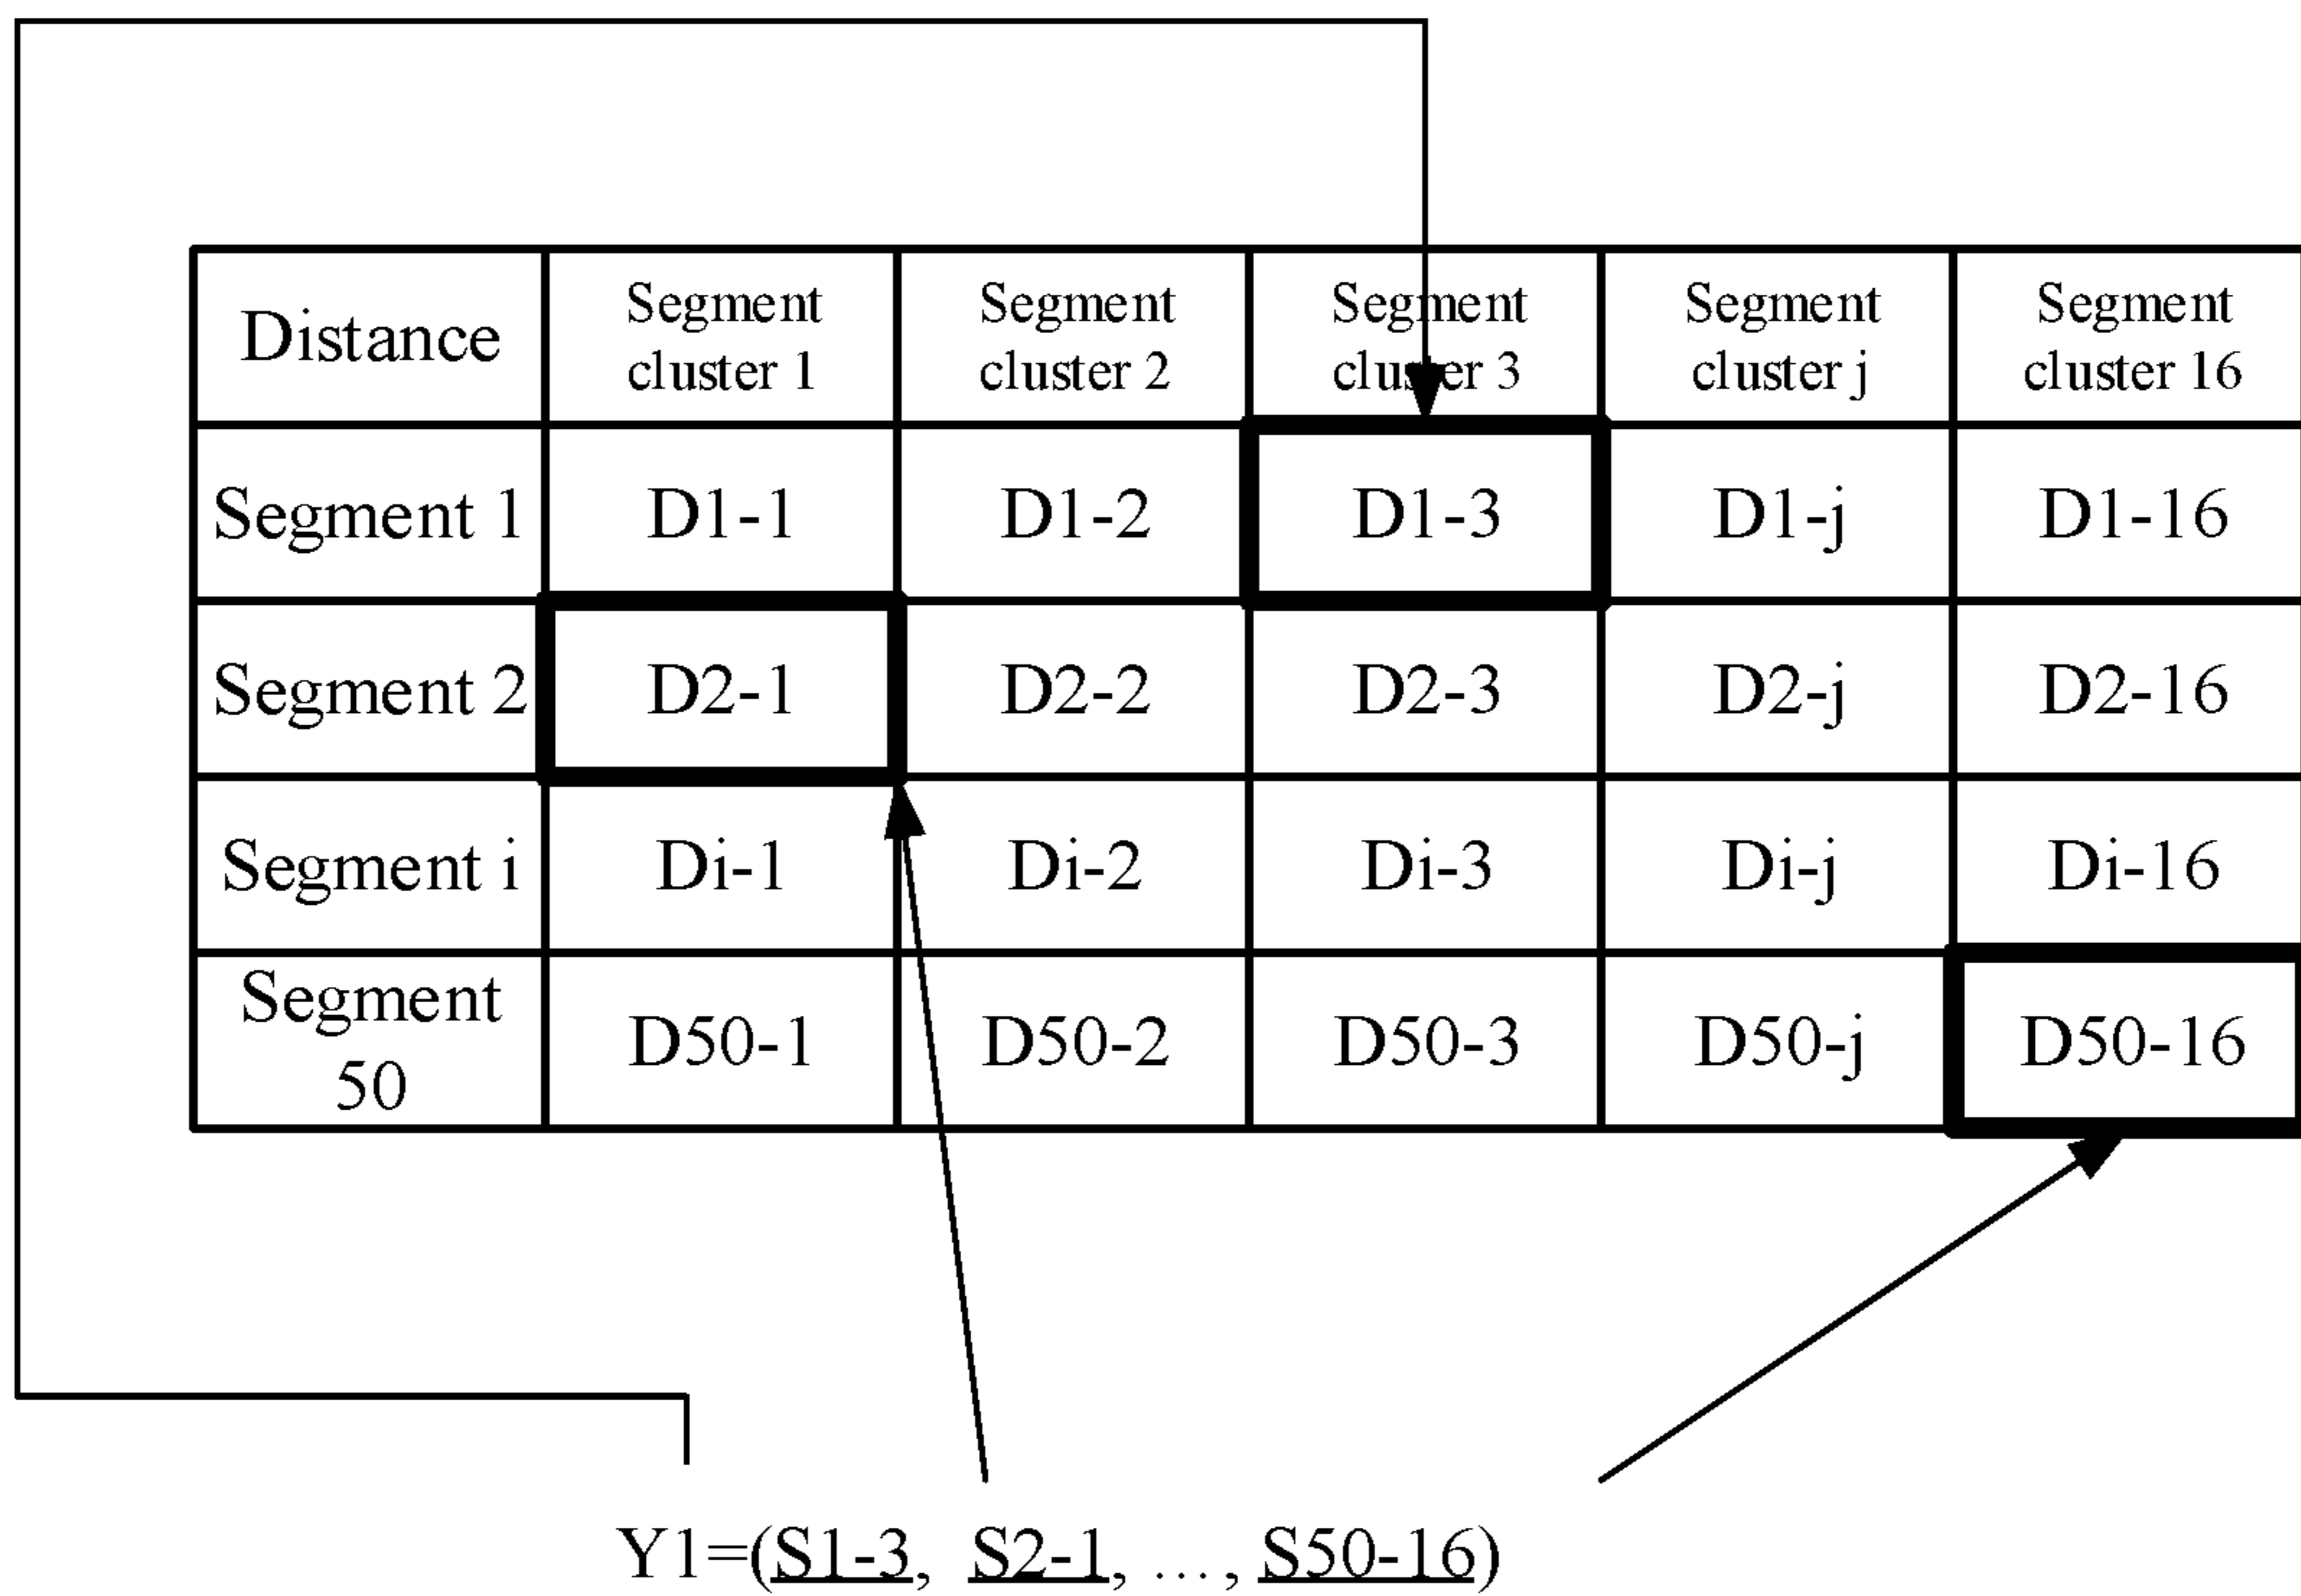 Distance Segment cluster 1 Segment cluster 2 Segment cluster 3 Segment cluster j Segment cluster 16
Segment 1 D1-1 D1-2 D1-3 D1-j D1-16
Segment 2 D2-1 D2-2 D2-3 D2-j D2-16
Segment i Di-1 Di-2 Di-3 Di-j Di-16
Segment 50 D50-1 D50-2 D50-3 D50-j D50-16
Y1=(S1-3, S2-1, …, S50-16)